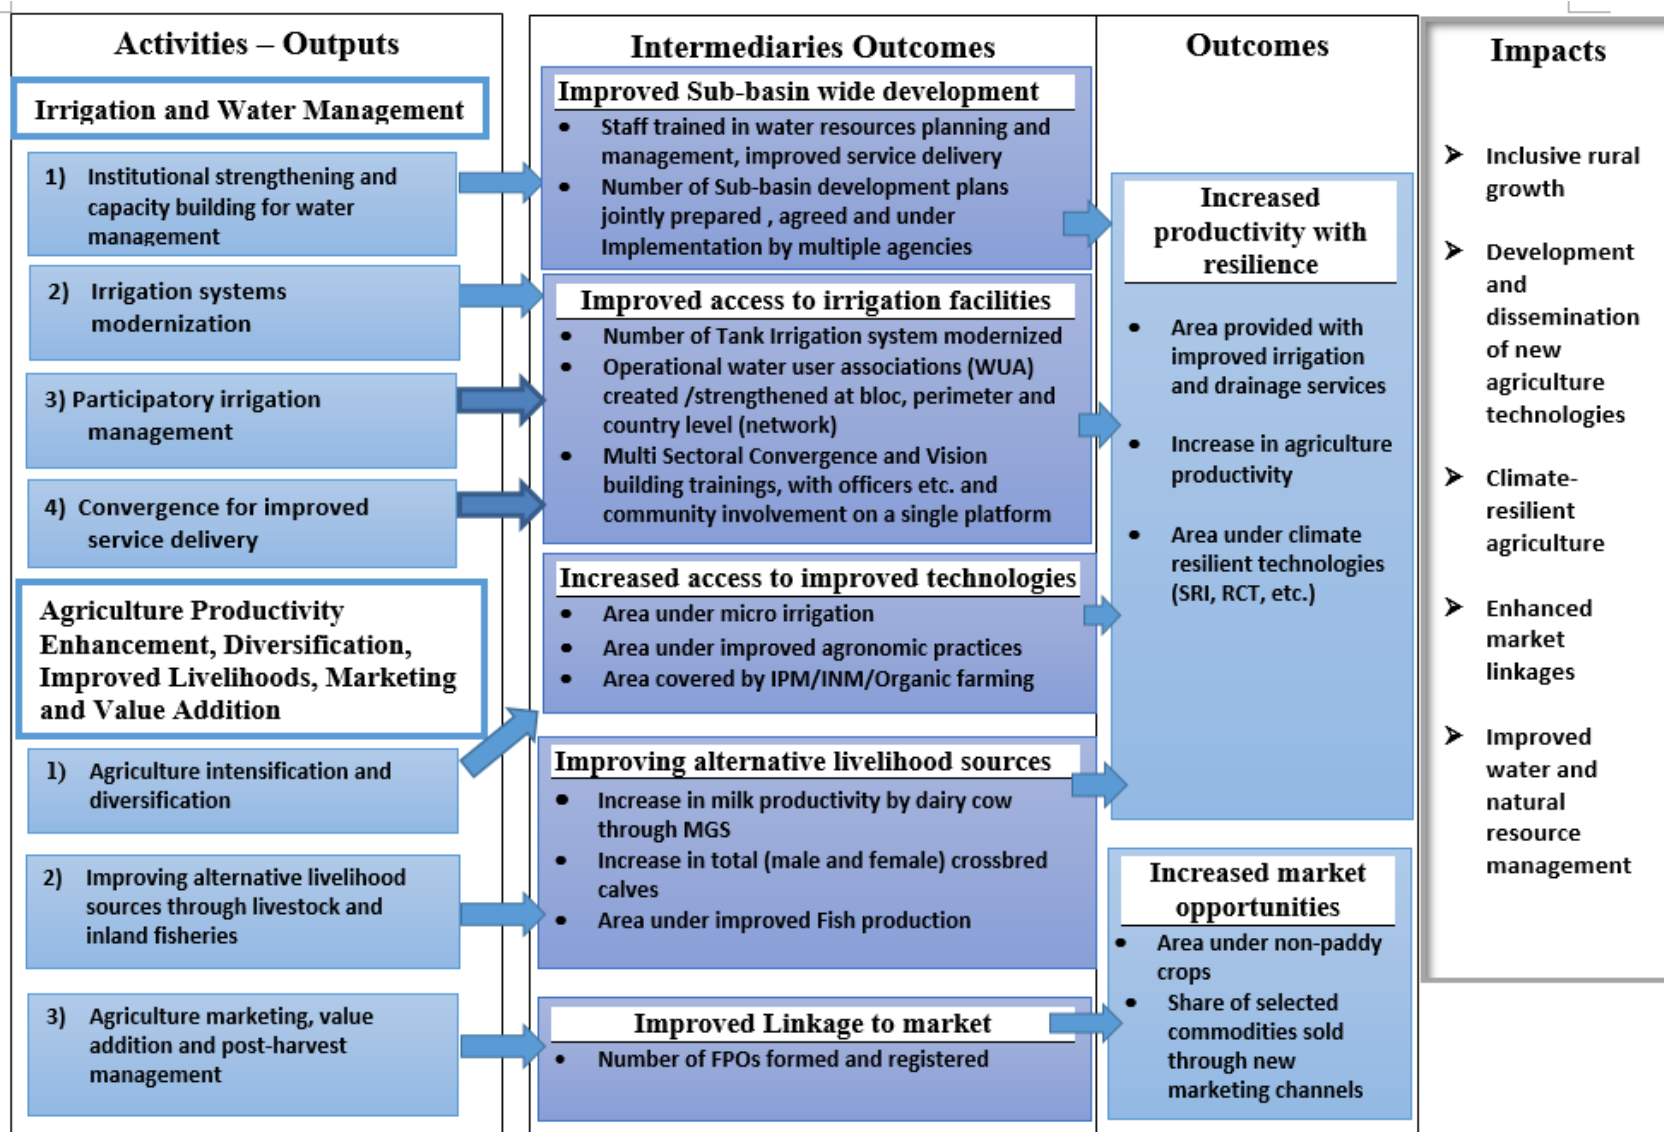 Activities – Outputs
Irrigation and Water Management
1) Institutional strengthening and
capacity building for water
management
2) Irrigation systems
modernization
3) Participatory irrigation
management
4) Convergence for improved
service delivery
Agriculture Productivity
Enhancement, Diversification,
Improved Livelihoods, Marketing
and Value Addition
1) Agriculture intensification and
diversification
2) Improving alternative livelihood
sources through livestock and
inland fisheries
3) Agriculture marketing, value
addition and post-harvest
management
Intermediaries Outcomes
Improved Sub-basin wide development
• Staff trained in water resources planning and
management, improved service delivery
• Number of Sub-basin development plans
jointly prepared , agreed and under
Implementation by multiple agencies
Improved access to irrigation facilities
• Number of Tank Irrigation system modernized
• Operational water user associations (WUA)
created /strengthened at bloc, perimeter and
country level (network)
• Multi Sectoral Convergence and Vision
building trainings, with officers etc. and
community involvement on a single platform
Increased access to improved technologies
• Area under micro irrigation
• Area under improved agronomic practices
• Area covered by IPM/INM/Organic farming
Improving alternative livelihood sources
• Increase in milk productivity by dairy cow
through MGS
• Increase in total (male and female) crossbred
calves
• Area under improved Fish production
Improved Linkage to market
• Number of FPOs formed and registered
Outcomes
Increased
productivity with
resilience
• Area provided with
improved irrigation
and drainage services
• Increase in agriculture
productivity
• Area under climate
resilient technologies
(SRI, RCT, etc.)
Increased market
opportunities
• Area under non-paddy
crops
• Share of selected
commodities sold
through new
marketing channels
Impacts
➤ Inclusive rural
growth
➤ Development
and
dissemination
of new
agriculture
technologies
➤ Climate-
resilient
agriculture
➤ Enhanced
market
linkages
➤ Improved
water and
natural
resource
management